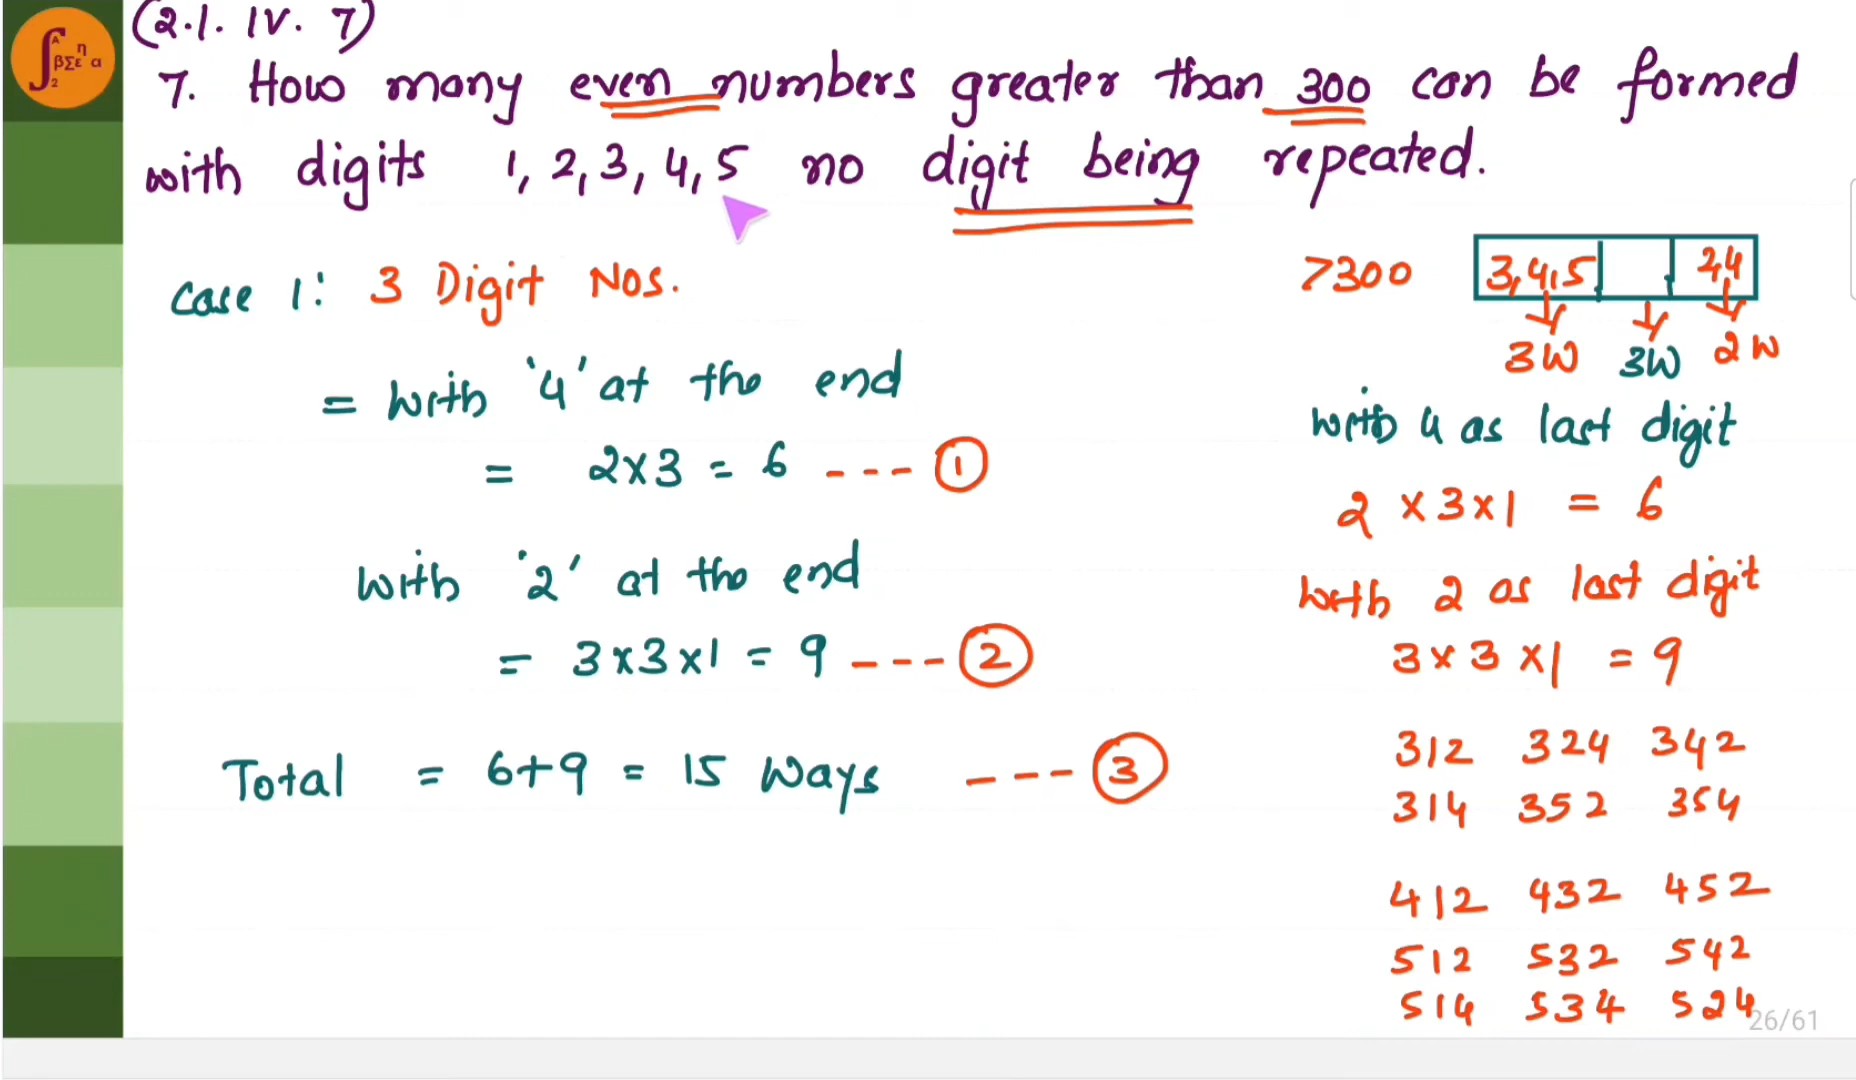 (2.1. IV. 7)
7. How many even numbers greater than 300 can be formed
with digits 1, 2, 3, 4, 5 no digit being repeated.
Case 1: 3 Digit Nos.
= with '4' at the end
= 2x3 = 6 --- ①
with '2' at the end
= 3x3x1 = 9 --- ②
Total = 6+9 = 15 ways --- ③
7300 3,4,5 2,4
3W 3W 2W
with 4 as last digit
2 x 3 x 1 = 6
with 2 as last digit
3 x 3 x 1 = 9
312 324 342
314 352 354
412 432 452
512 532 542
514 534 524
26/61